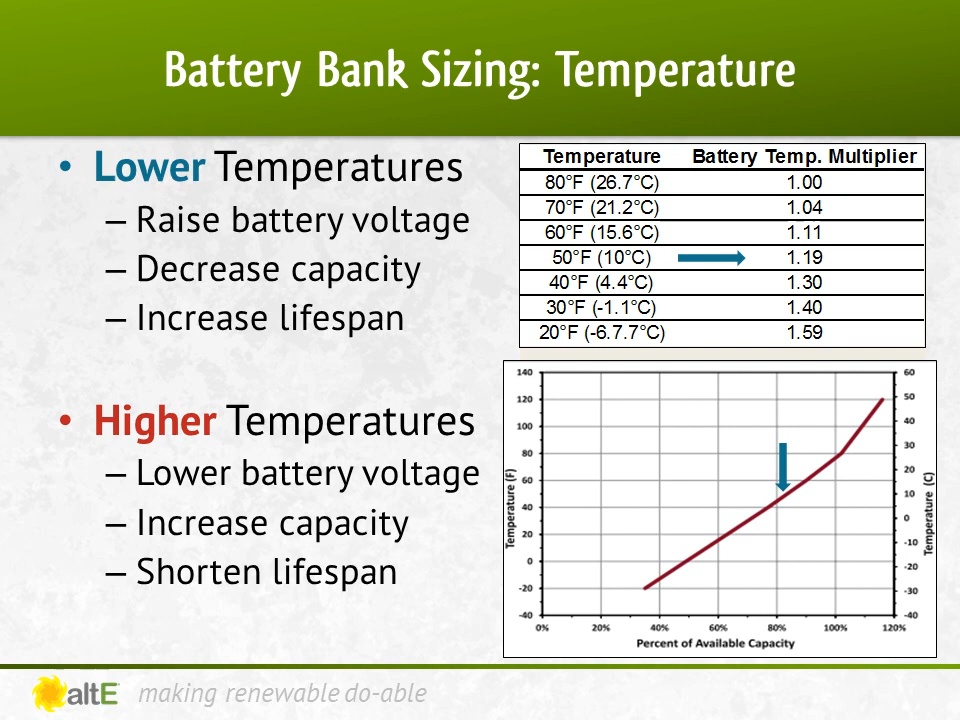 Battery Bank Sizing: Temperature
• Lower Temperatures
– Raise battery voltage
– Decrease capacity
– Increase lifespan
• Higher Temperatures
– Lower battery voltage
– Increase capacity
– Shorten lifespan
Temperature Battery Temp. Multiplier
80°F (26.7°C) 1.00
70°F (21.2°C) 1.04
60°F (15.6°C) 1.11
50°F (10°C) 1.19
40°F (4.4°C) 1.30
30°F (-1.1°C) 1.40
20°F (-6.7.7°C) 1.59
Temperature (F)
140
120
100
80
60
40
20
0
-20
-40
60
50
40
30
20
10
0
-10
-20
-30
-40
Temperature (C)
0% 20% 40% 60% 80% 100% 120%
Percent of Available Capacity
altE making renewable do-able